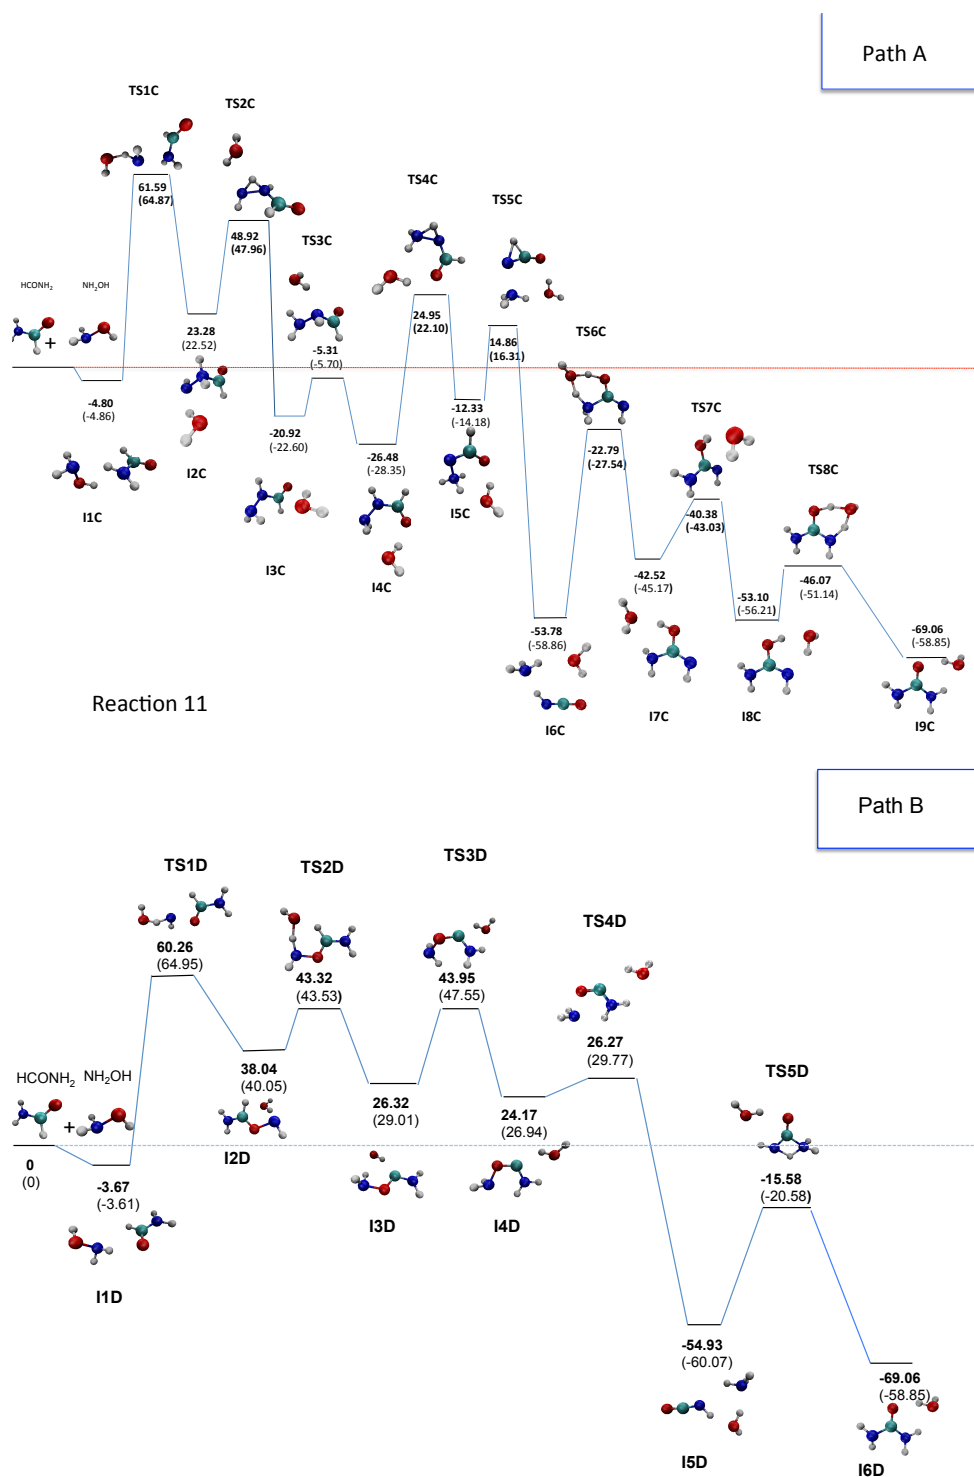 Path A
TS1C
TS2C
61.59
(64.87)
TS4C
TS5C
48.92
(47.96)
TS3C
HCONH₂
NH₂OH
+
23.28
(22.52)
-5.31
(-5.70)
24.95
(22.10)
14.86
(16.31)
TS6C
-4.80
(-4.86)
I1C
I2C
-20.92
(-22.60)
I3C
-26.48
(-28.35)
I4C
-12.33
(-14.18)
I5C
-22.79
(-27.54)
TS7C
-40.38
(-43.03)
TS8C
-42.52
(-45.17)
-53.78
(-58.86)
-53.10
(-56.21)
-46.07
(-51.14)
-69.06
(-58.85)
I6C
I7C
I8C
I9C
Reaction 11
Path B
TS1D
TS2D
TS3D
TS4D
60.26
(64.95)
43.32
(43.53)
43.95
(47.55)
26.27
(29.77)
TS5D
HCONH₂
NH₂OH
+
38.04
(40.05)
26.32
(29.01)
24.17
(26.94)
0
(0)
-3.67
(-3.61)
I1D
I2D
I3D
I4D
-15.58
(-20.58)
-54.93
(-60.07)
-69.06
(-58.85)
I5D
I6D